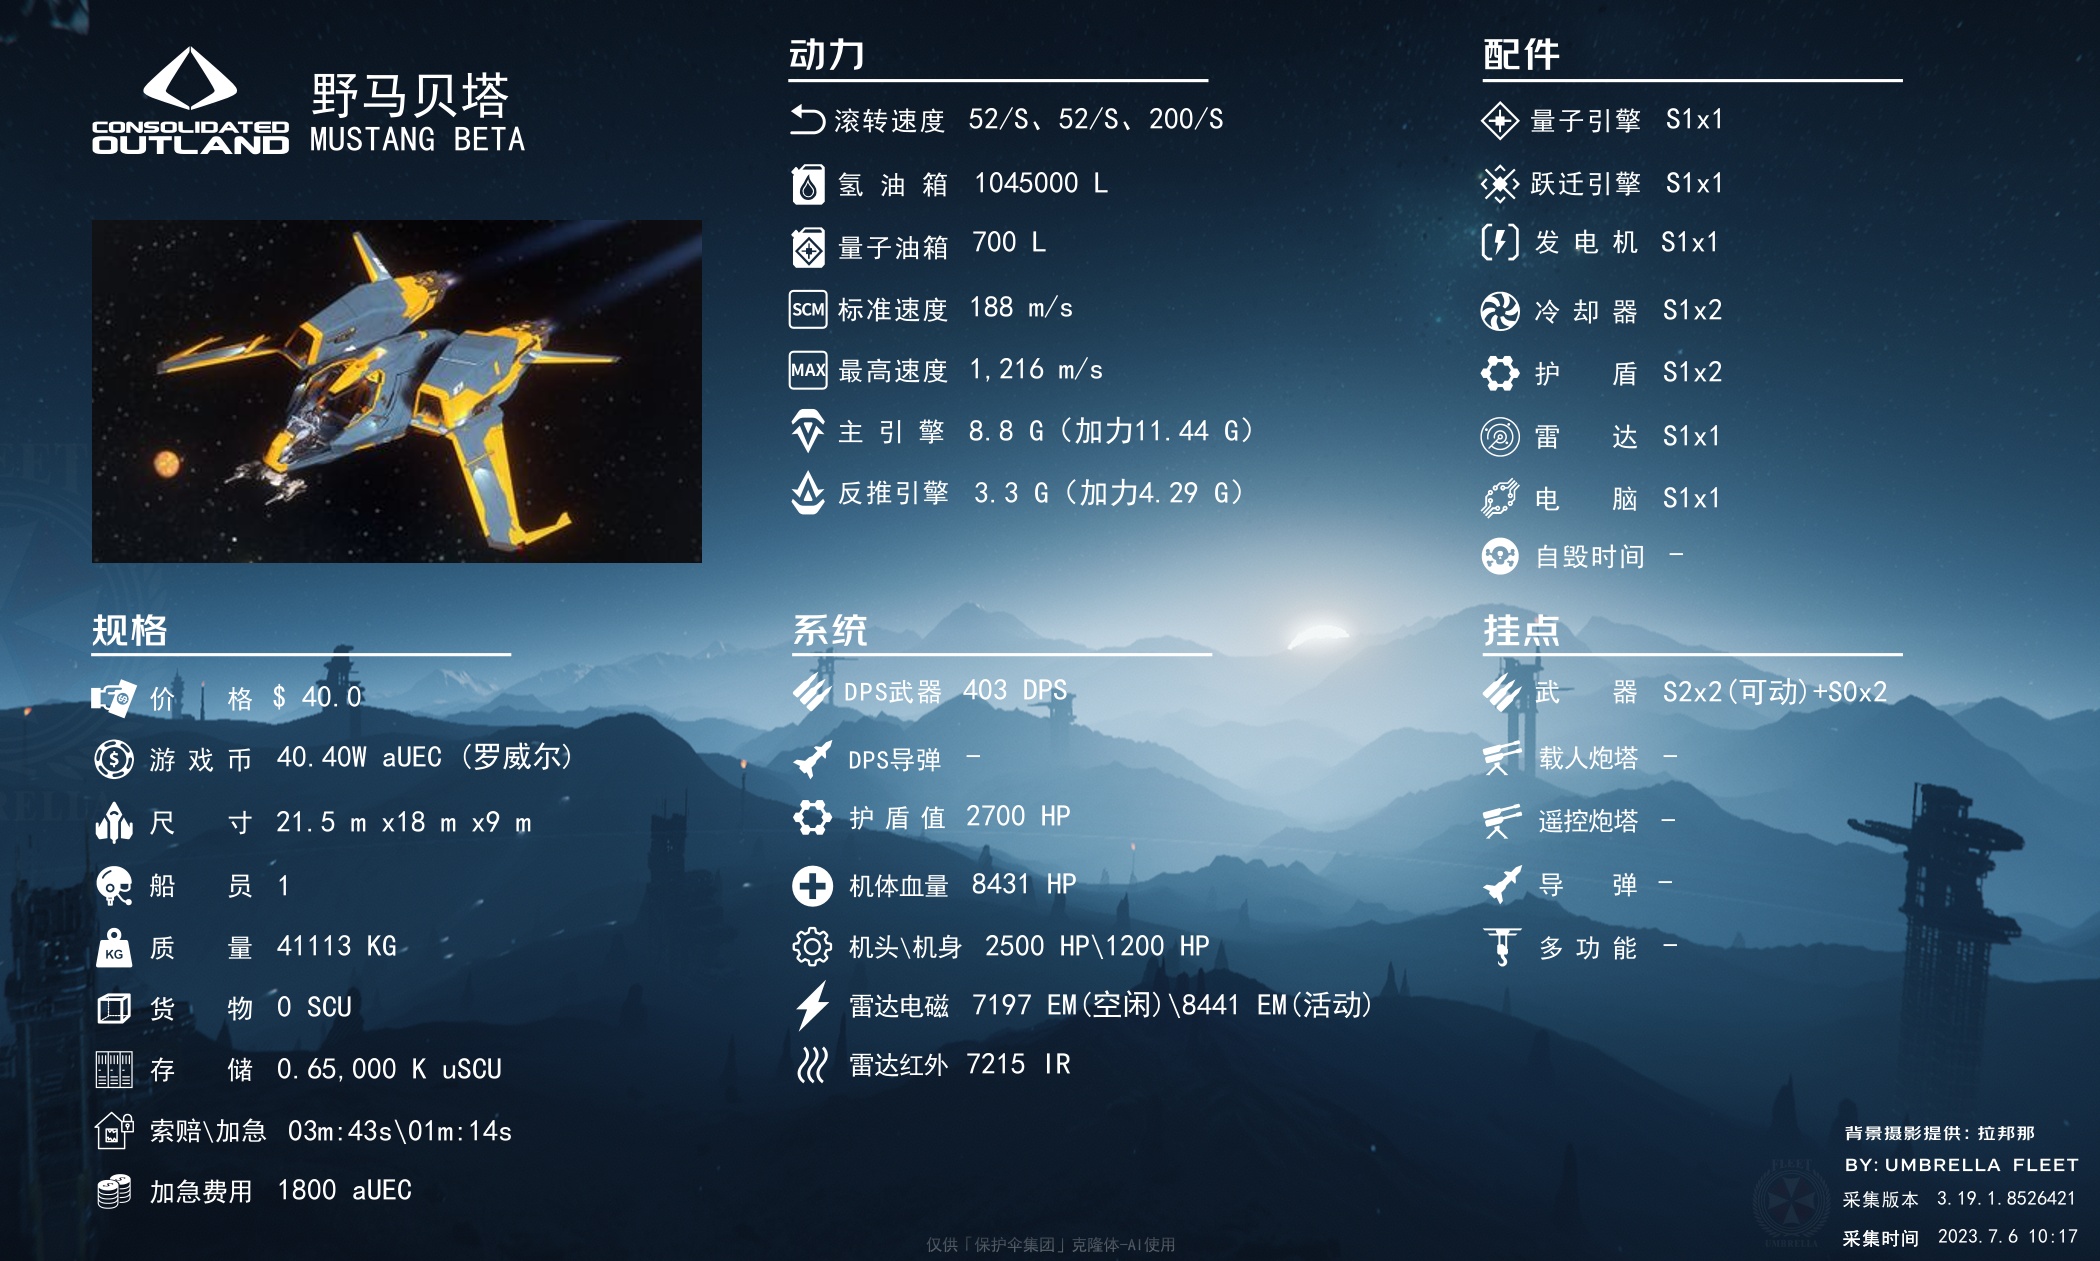 CONSOLIDATED
OUTLAND
野马贝塔
MUSTANG BETA
动力
滚转速度 52/S、52/S、200/S
氢油箱 1045000 L
量子油箱 700 L
SCM 标准速度 188 m/s
MAX 最高速度 1,216 m/s
主引擎 8.8 G（加力11.44 G）
反推引擎 3.3 G（加力4.29 G）
配件
量子引擎 S1x1
跃迁引擎 S1x1
发电机 S1x1
冷却器 S1x2
护盾 S1x2
雷达 S1x1
电脑 S1x1
自毁时间 -
规格
价格 $ 40.0
游戏币 40.40W aUEC (罗威尔)
尺寸 21.5 m x18 m x9 m
船员 1
KG 质量 41113 KG
货物 0 SCU
存储 0.65,000 K uSCU
索赔\加急 03m:43s\01m:14s
加急费用 1800 aUEC
系统
DPS武器 403 DPS
DPS导弹 -
护盾值 2700 HP
机体血量 8431 HP
机头\机身 2500 HP\1200 HP
雷达电磁 7197 EM(空闲)\8441 EM(活动)
雷达红外 7215 IR
挂点
武器 S2x2(可动)+S0x2
载人炮塔 -
遥控炮塔 -
导弹 -
多功能 -
背景摄影提供：拉邦那
BY: UMBRELLA FLEET
采集版本 3.19.1.8526421
采集时间 2023.7.6 10:17
FLEET
UMBRELLA
仅供「保护伞集团」克隆体-AI使用